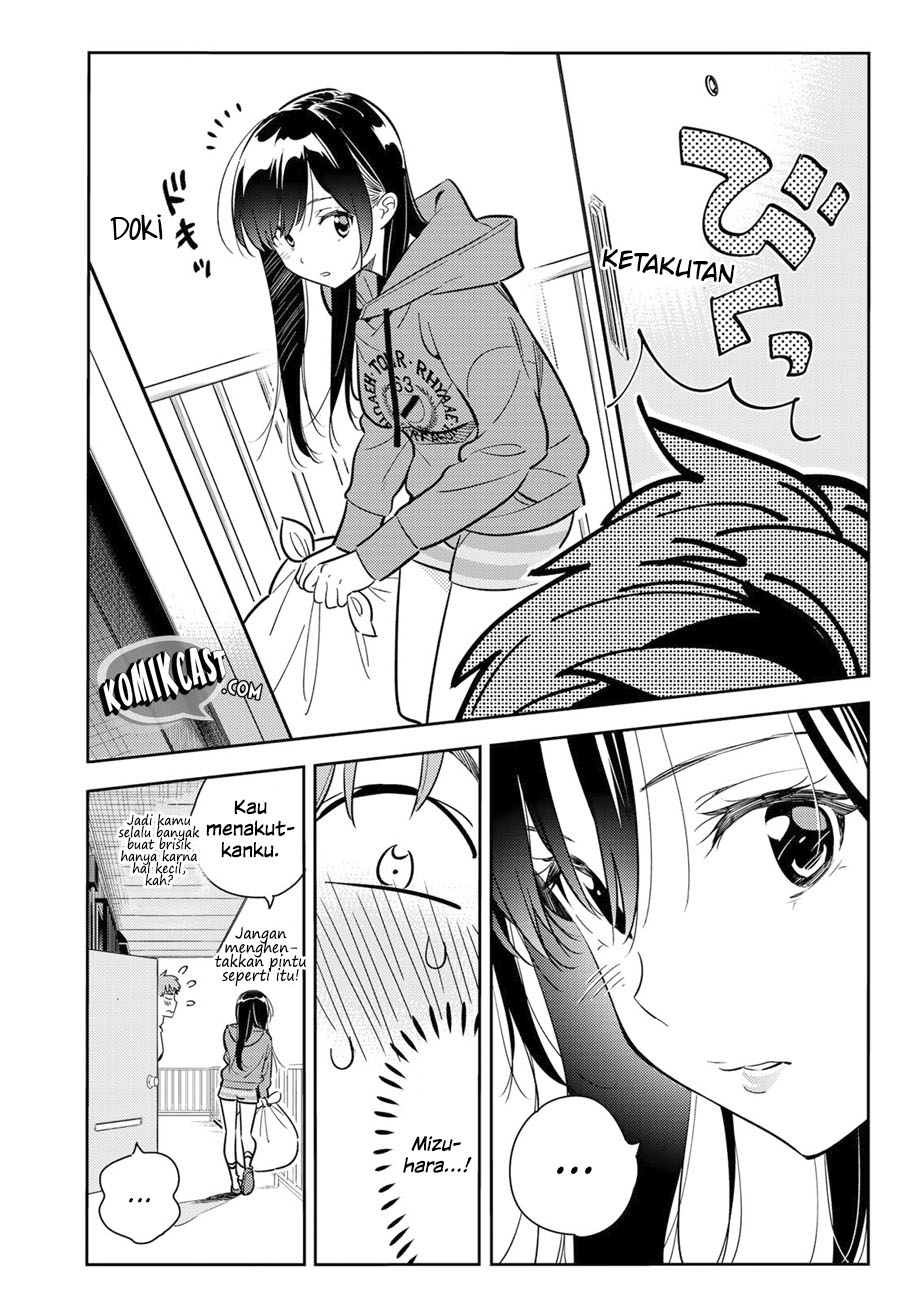 びくっ
KETAKUTAN
ドキッ
DOKI
63
KOMIKCAST
.COM
...
Mizu-
hara...!
Kau
menakut-
kanku.
Jadi kamu
selalu banyak
buat brisik
hanya karna
hal kecil,
kah?
Jangan
menghen-
takkan pintu
seperti itu!
...